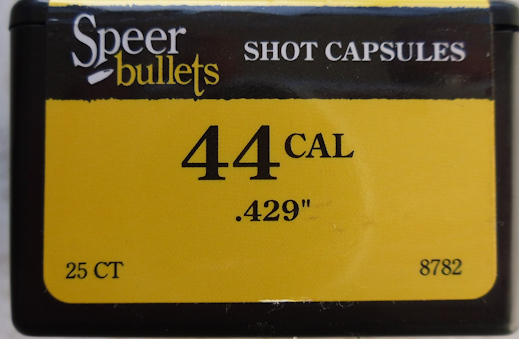 Speer
bullets
SHOT CAPSULES
44 CAL
.429"
25 CT
8782